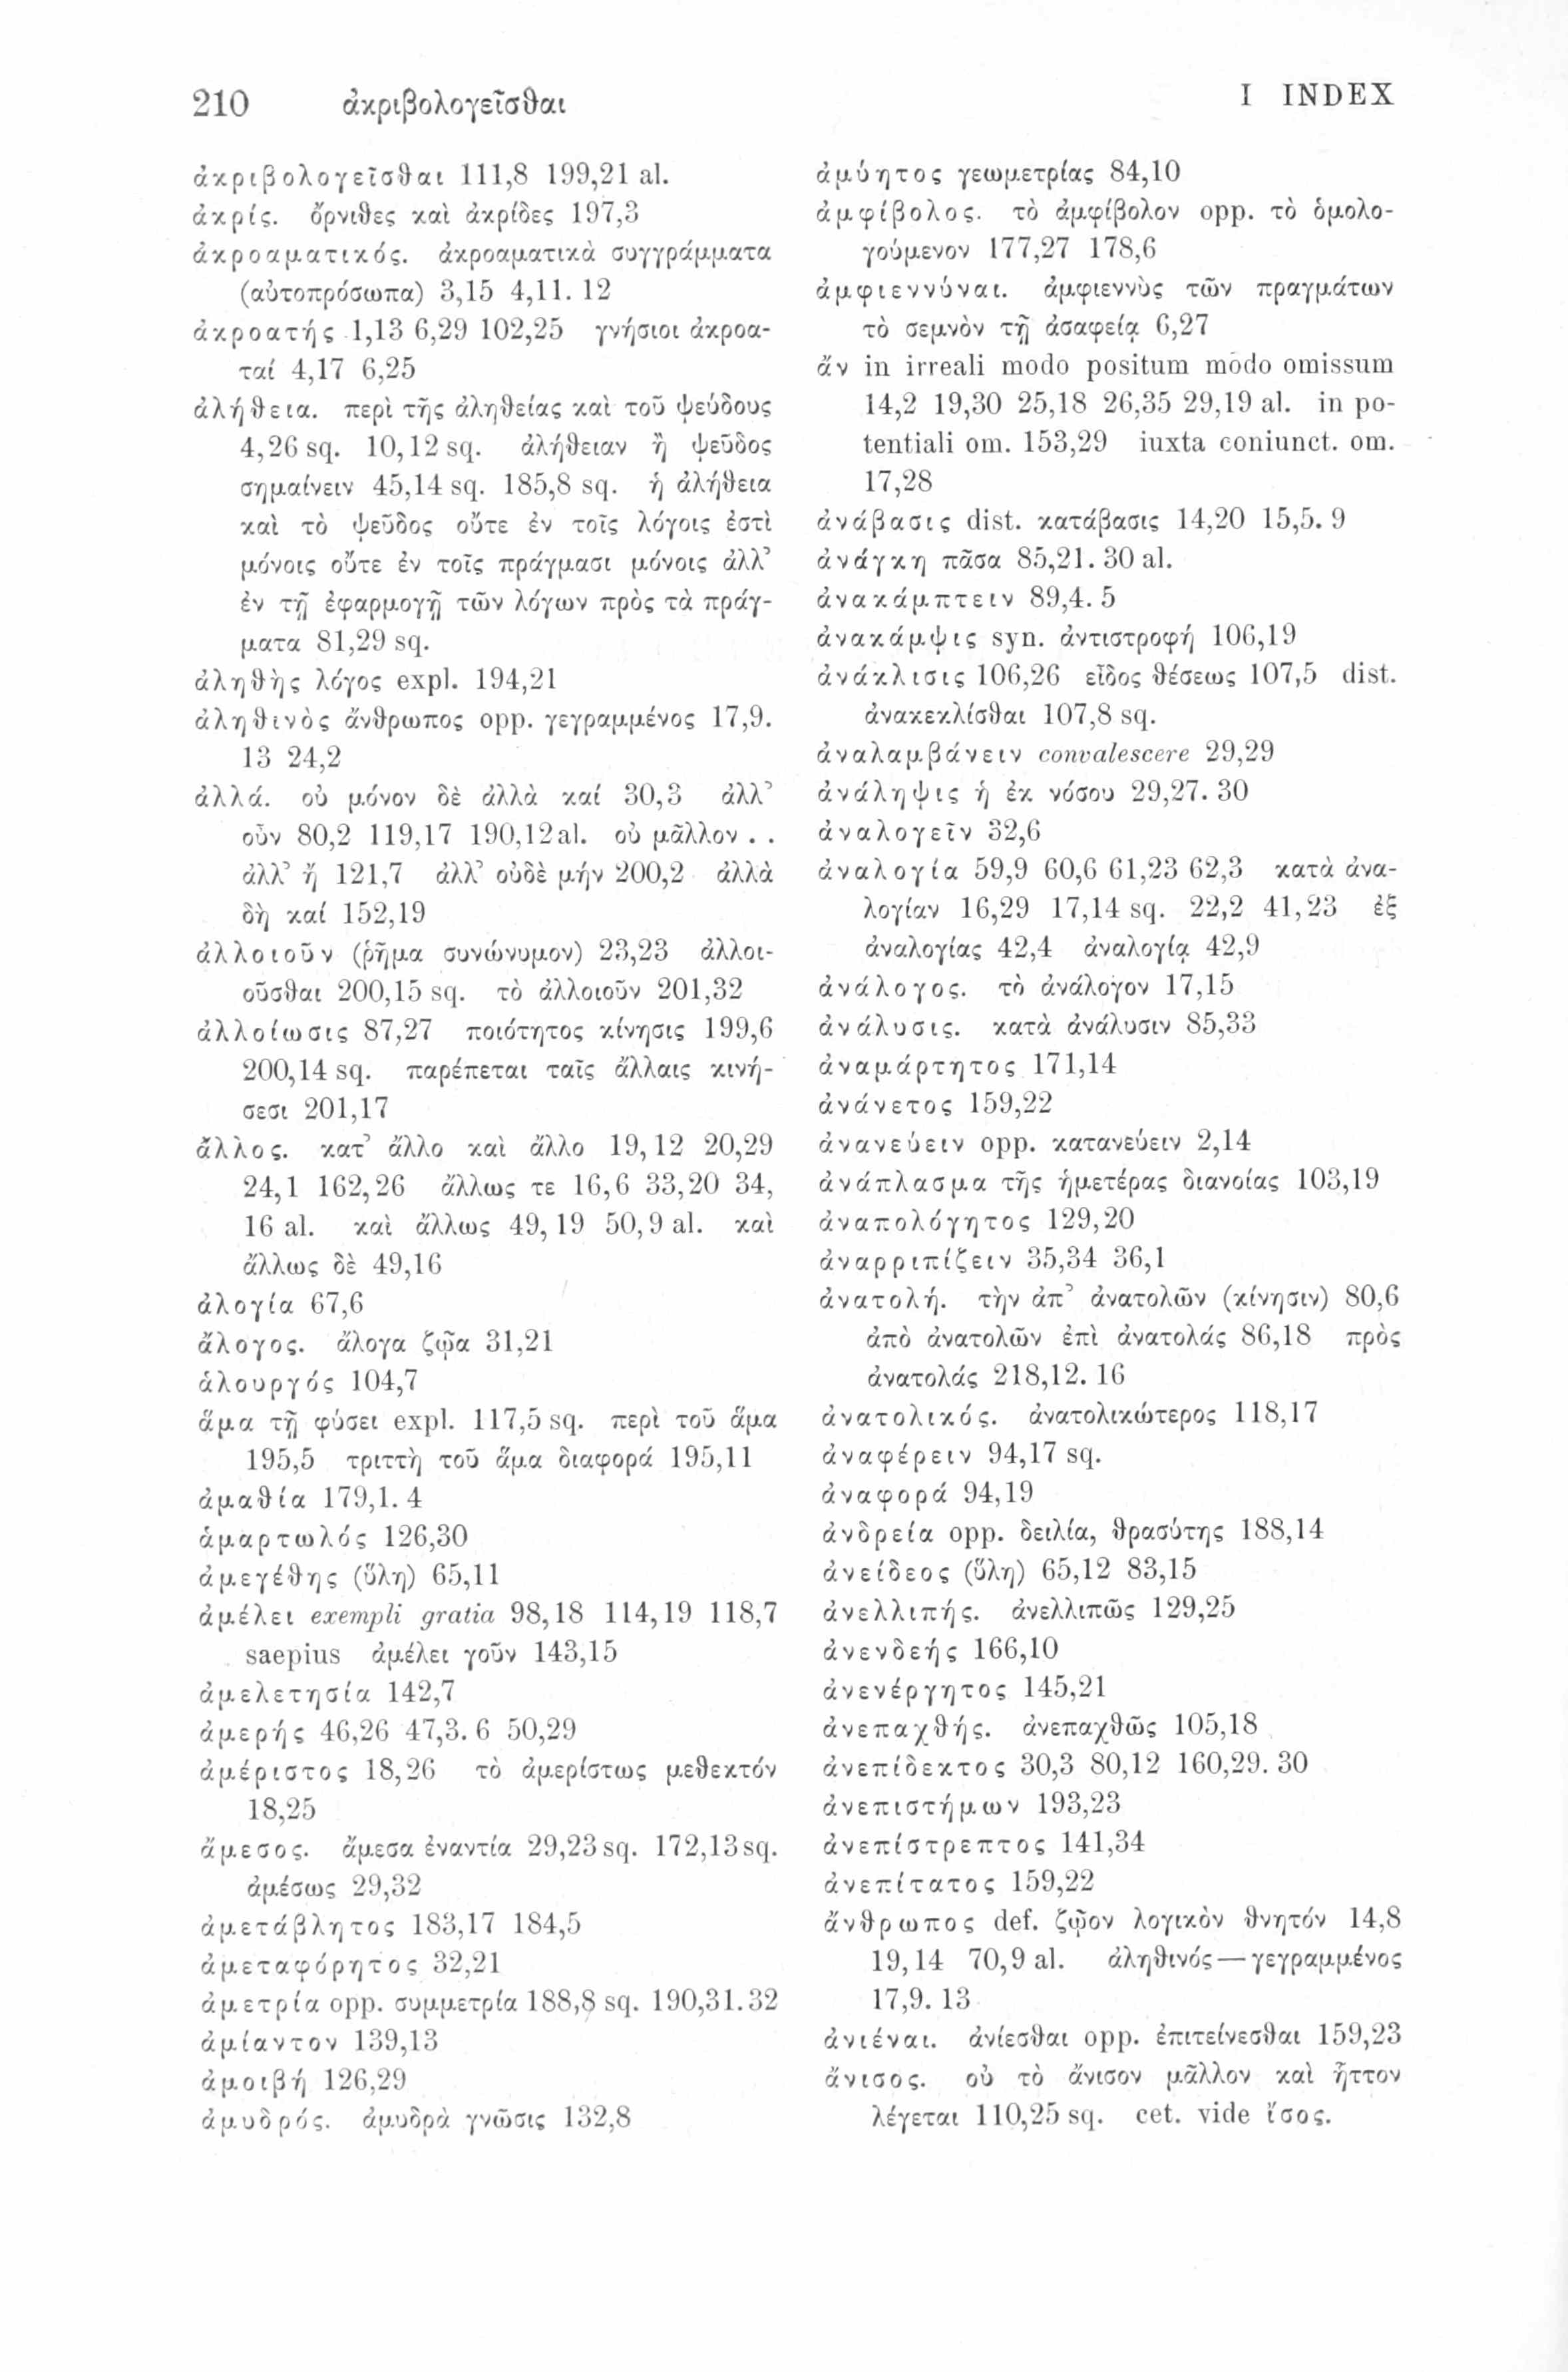 210 ἀκριβολογεῖσθαι I INDEX
ἀκριβολογεῖσθαι 111,8 199,21 al.
ἀκρίς. ὄρνιθες καὶ ἀκρίδες 197,3
ἀκροαματικός. ἀκροαματικὰ συγγράμματα
(αὐτοπρόσωπα) 3,15 4,11. 12
ἀκροατής 1,13 6,29 102,25 γνήσιοι ἀκροα-
ταί 4,17 6,25
ἀλήθεια. περὶ τῆς ἀληθείας καὶ τοῦ ψεύδους
4,26 sq. 10,12 sq. ἀλήθειαν ἢ ψεῦδος
σημαίνειν 45,14 sq. 185,8 sq. ἡ ἀλήθεια
καὶ τὸ ψεῦδος οὔτε ἐν τοῖς λόγοις ἐστὶ
μόνοις οὔτε ἐν τοῖς πράγμασι μόνοις ἀλλ’
ἐν τῇ ἐφαρμογῇ τῶν λόγων πρὸς τὰ πράγ-
ματα 81,29 sq.
ἀληθὴς λόγος expl. 194,21
ἀληθινὸς ἄνθρωπος opp. γεγραμμένος 17,9.
13 24,2
ἀλλά. οὐ μόνον δὲ ἀλλὰ καί 30,3 ἀλλ’
οὖν 80,2 119,17 190,12 al. οὐ μᾶλλον . .
ἀλλ’ ἤ 121,7 ἀλλ’ οὐδὲ μήν 200,2 ἀλλὰ
δὴ καί 152,19
ἀλλοιοῦν (ῥῆμα συνώνυμον) 23,23 ἀλλοι-
οῦσθαι 200,15 sq. τὸ ἀλλοιοῦν 201,32
ἀλλοίωσις 87,27 ποιότητος κίνησις 199,6
200,14 sq. παρέπεται ταῖς ἄλλαις κινή-
σεσι 201,17
ἄλλος. κατ’ ἄλλο καὶ ἄλλο 19,12 20,29
24,1 162,26 ἄλλως τε 16,6 33,20 34,
16 al. καὶ ἄλλως 49,19 50,9 al. καὶ
ἄλλως δὲ 49,16
ἀλογία 67,6
ἄλογος. ἄλογα ζῷα 31,21
ἁλουργός 104,7
ἅμα τῇ φύσει expl. 117,5 sq. περὶ τοῦ ἅμα
195,5 τριττὴ τοῦ ἅμα διαφορά 195,11
ἀμαθία 179,1. 4
ἁμαρτωλός 126,30
ἀμεγέθης (ὕλη) 65,11
ἀμέλει exempli gratia 98,18 114,19 118,7
saepius ἀμέλει γοῦν 143,15
ἀμελετησία 142,7
ἀμερής 46,26 47,3. 6 50,29
ἀμέριστος 18,26 τὸ ἀμερίστως μεθεκτόν
18,25
ἄμεσος. ἄμεσα ἐναντία 29,23 sq. 172,13 sq.
ἀμέσως 29,32
ἀμετάβλητος 183,17 184,5
ἀμεταφόρητος 32,21
ἀμετρία opp. συμμετρία 188,8 sq. 190,31. 32
ἀμίαντον 139,13
ἀμοιβή 126,29
ἀμυδρός. ἀμυδρὰ γνῶσις 132,8
ἀμύητος γεωμετρίας 84,10
ἀμφίβολος. τὸ ἀμφίβολον opp. τὸ ὁμολο-
γούμενον 177,27 178,6
ἀμφιεννύναι. ἀμφιεννὺς τῶν πραγμάτων
τὸ σεμνὸν τῇ ἀσαφείᾳ 6,27
ἄν in irreali modo positum modo omissum
14,2 19,30 25,18 26,35 29,19 al. in po-
tentiali om. 153,29 iuxta coniunct. om.
17,28
ἀνάβασις dist. κατάβασις 14,20 15,5. 9
ἀνάγκη πᾶσα 85,21. 30 al.
ἀνακάμπτειν 89,4. 5
ἀνακάμψις syn. ἀντιστροφή 106,19
ἀνάκλισις 106,26 εἶδος θέσεως 107,5 dist.
ἀνακεκλίσθαι 107,8 sq.
ἀναλαμβάνειν convalescere 29,29
ἀνάληψις ἡ ἐκ νόσου 29,27. 30
ἀναλογεῖν 32,6
ἀναλογία 59,9 60,6 61,23 62,3 κατὰ ἀνα-
λογίαν 16,29 17,14 sq. 22,2 41,23 ἐξ
ἀναλογίας 42,4 ἀναλογίᾳ 42,9
ἀνάλογος. τὸ ἀνάλογον 17,15
ἀνάλυσις. κατὰ ἀνάλυσιν 85,33
ἀναμάρτητος 171,14
ἀνάνετος 159,22
ἀνανεύειν opp. κατανεύειν 2,14
ἀνάπλασμα τῆς ἡμετέρας διανοίας 103,19
ἀναπολόγητος 129,20
ἀναρριπίζειν 35,34 36,1
ἀνατολή. τὴν ἀπ’ ἀνατολῶν (κίνησιν) 80,6
ἀπὸ ἀνατολῶν ἐπὶ ἀνατολάς 86,18 πρὸς
ἀνατολάς 218,12. 16
ἀνατολικός. ἀνατολικώτερος 118,17
ἀναφέρειν 94,17 sq.
ἀναφορά 94,19
ἀνδρεία opp. δειλία, θρασύτης 188,14
ἀνείδεος (ὕλη) 65,12 83,15
ἀνελλιπής. ἀνελλιπῶς 129,25
ἀνενδεής 166,10
ἀνενέργητος 145,21
ἀνεπαχθής. ἀνεπαχθῶς 105,18
ἀνεπίδεκτος 30,3 80,12 160,29. 30
ἀνεπιστήμων 193,23
ἀνεπίστρεπτος 141,34
ἀνεπίτατος 159,22
ἄνθρωπος def. ζῷον λογικὸν θνητόν 14,8
19,14 70,9 al. ἀληθινός — γεγραμμένος
17,9. 13
ἀνιέναι. ἀνίεσθαι opp. ἐπιτείνεσθαι 159,23
ἄνισος. οὐ τὸ ἄνισον μᾶλλον καὶ ἧττον
λέγεται 110,25 sq. cet. vide ἴσος.